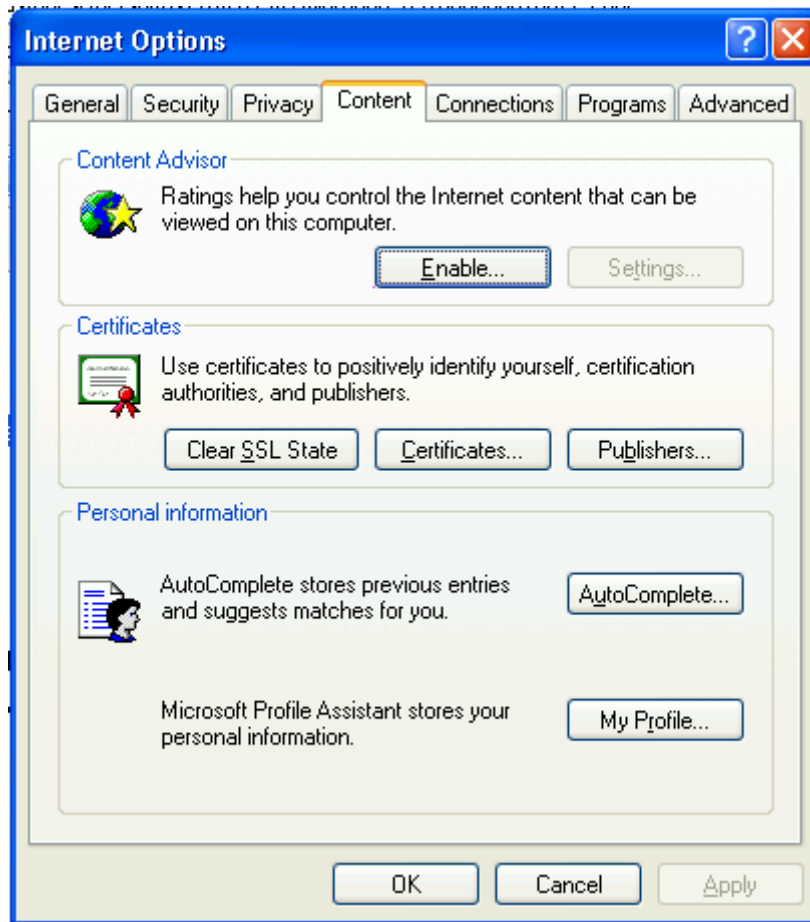 Internet Options
General Security Privacy Content Connections Programs Advanced
Content Advisor
Ratings help you control the Internet content that can be
viewed on this computer.
Enable... Settings...
Certificates
Use certificates to positively identify yourself, certification
authorities, and publishers.
Clear SSL State Certificates... Publishers...
Personal information
AutoComplete stores previous entries
and suggests matches for you.
AutoComplete...
Microsoft Profile Assistant stores your
personal information.
My Profile...
OK Cancel Apply